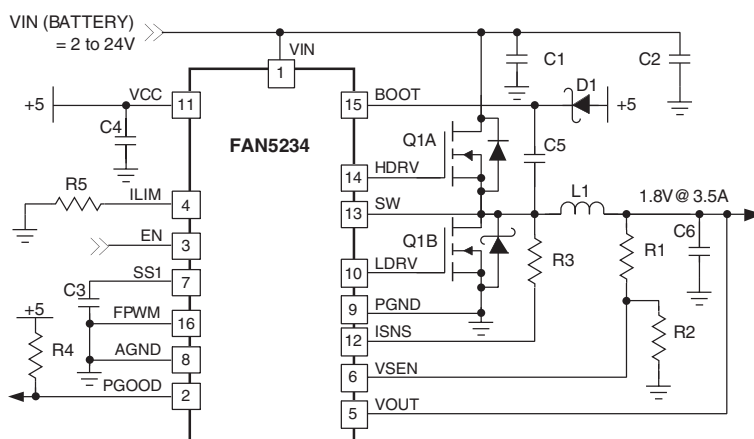 VIN (BATTERY)
= 2 to 24V
VIN
1
C1
C2
VCC
+5
11
C4
FAN5234
15
BOOT
D1
+5
Q1A
C5
R5
ILIM
4
14
HDRV
13
SW
L1
1.8V@ 3.5A
EN
3
Q1B
C6
R1
R3
SS1
7
10
LDRV
C3
FPWM
16
9
PGND
+5
12
ISNS
R2
R4
AGND
8
6
VSEN
PGOOD
2
5
VOUT